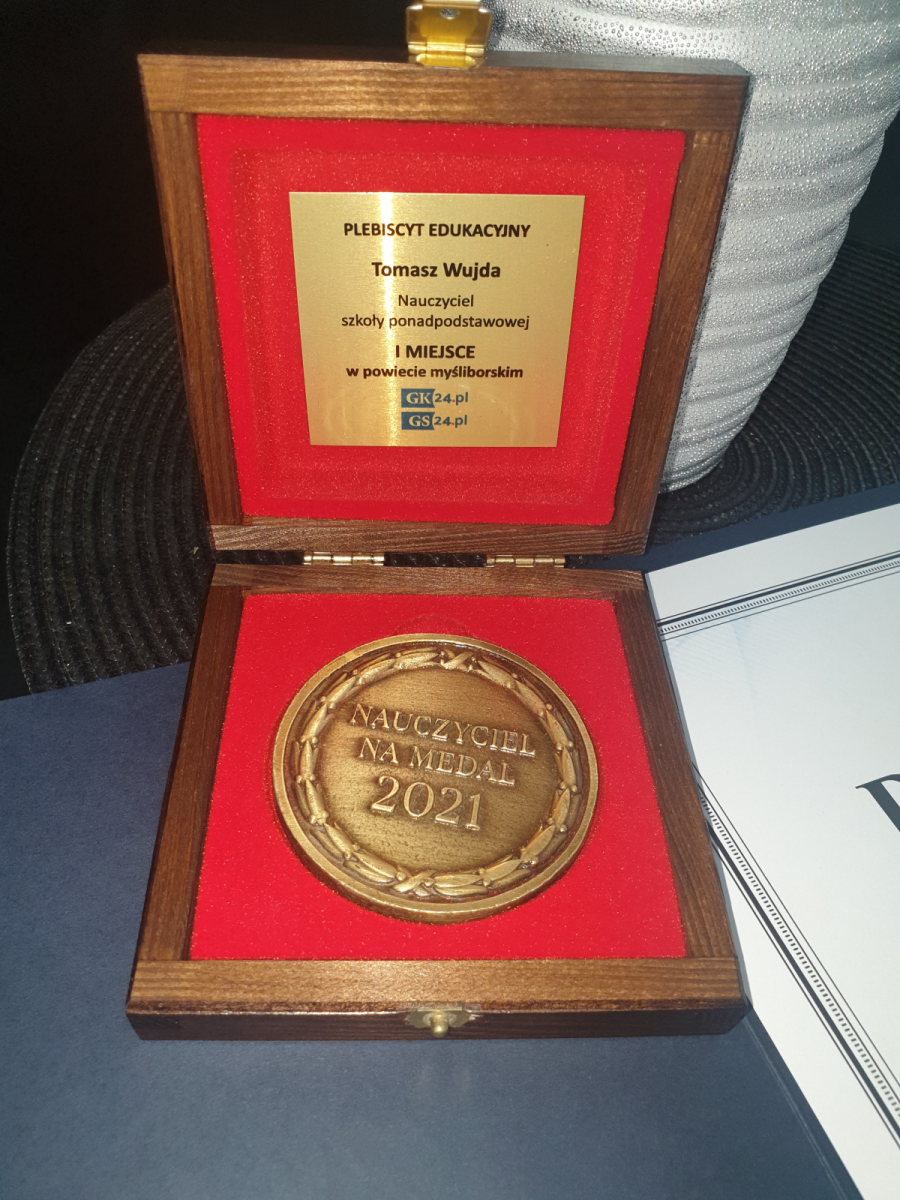 PLEBISCYT EDUKACYJNY
Tomasz Wujda
Nauczyciel
szkoły ponadpodstawowej
I MIEJSCE
w powiecie myśliborskim
GK24.pl
GS24.pl
NAUCZYCIEL
NA MEDAL
2021